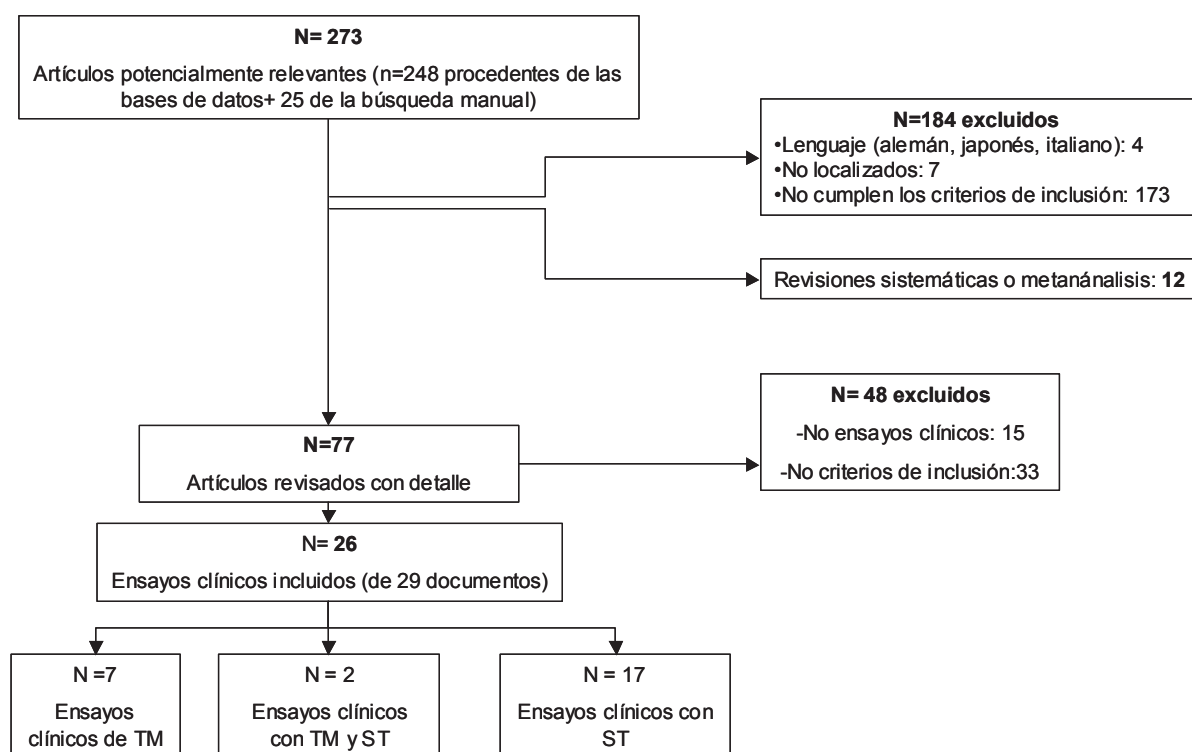 N= 273
Artículos potencialmente relevantes (n=248 procedentes de las
bases de datos+ 25 de la búsqueda manual)
N=184 excluidos
•Lenguaje (alemán, japonés, italiano): 4
•No localizados: 7
•No cumplen los criterios de inclusión: 173
Revisiones sistemáticas o metanánalisis: 12
N= 48 excluidos
-No ensayos clínicos: 15
-No criterios de inclusión:33
N=77
Artículos revisados con detalle
N= 26
Ensayos clínicos incluidos (de 29 documentos)
N =7
Ensayos
clínicos de TM
N = 2
Ensayos clínicos
con TM y ST
N = 17
Ensayos clínicos con
ST